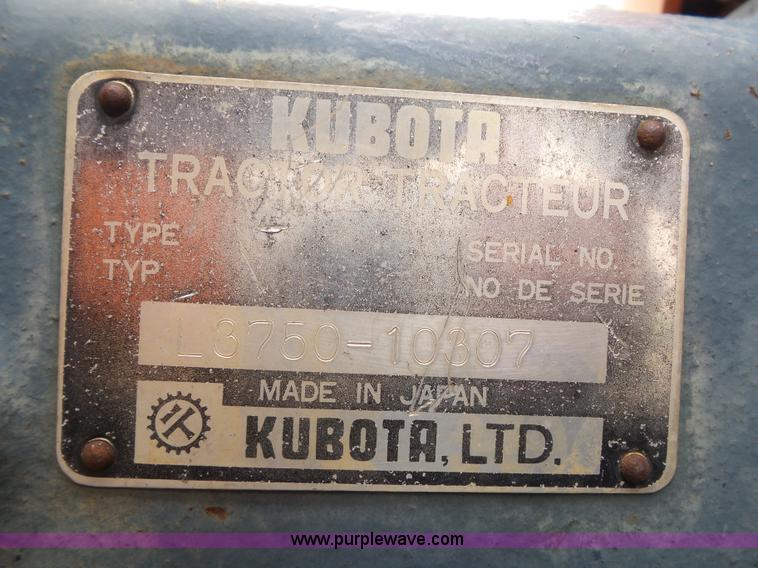 KUBOTA
TRACTOR TRACTEUR
TYPE SERIAL NO.
TYP NO DE SERIE
L3750-10307
MADE IN JAPAN
KUBOTA, LTD.
www.purplewave.com